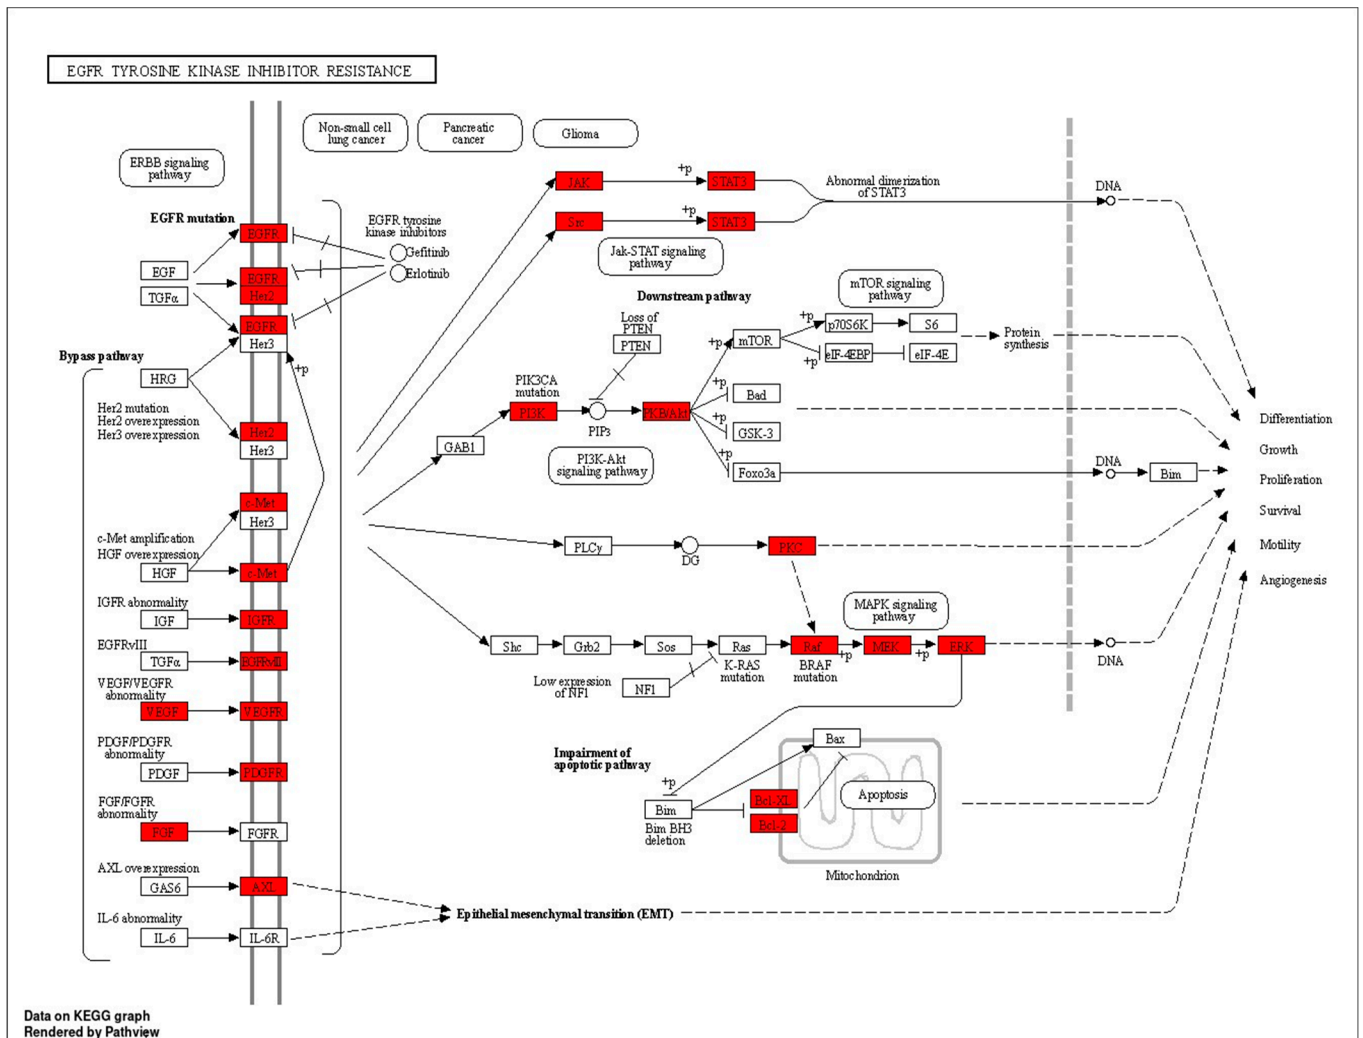 EGFR TYROSINE KINASE INHIBITOR RESISTANCE
Non-small cell
lung cancer
Pancreatic
cancer
Glioma
ERBB signaling
pathway
EGFR mutation
EGFR
EGF
TGFα
EGFR
Her2
EGFR
Her3
EGFR tyrosine
kinase inhibitors
Gefitinib
Erlotinib
JAK
+p
STAT3
Src
+p
STAT3
Abnormal dimerization
of STAT3
DNA
Jak-STAT signaling
pathway
Downstream pathway
mTOR signaling
pathway
Loss of
PTEN
PTEN
+p
mTOR
+p
p70S6K
S6
+p
eIF-4EBP
eIF-4E
Protein
synthesis
Bypass pathway
HRG
+p
Her2 mutation
Her2 overexpression
Her3 overexpression
Her2
Her3
PIK3CA
mutation
PI3K
PIP3
PKB/Akt
+p
Bad
+p
GSK-3
+p
Foxo3a
GAB1
PI3K-Akt
signaling pathway
DNA
Bim
Differentiation
Growth
Proliferation
Survival
Motility
Angiogenesis
c-Met
Her3
c-Met amplification
HGF overexpression
HGF
c-Met
PLCγ
DG
PKC
IGFR abnormality
IGF
IGFR
EGFRvIII
TGFα
EGFRvIII
MAPK signaling
pathway
Shc
Grb2
Sos
Ras
Raf
+p
MEK
+p
ERK
DNA
K-RAS
mutation
BRAF
mutation
Low expression
of NF1
NF1
VEGF/VEGFR
abnormality
VEGF
VEGFR
PDGF/PDGFR
abnormality
PDGF
PDGFR
FGF/FGFR
abnormality
FGF
FGFR
Impairment of
apoptotic pathway
+p
Bim
Bim BH3
deletion
Bax
Bcl-XL
Bcl-2
Apoptosis
Mitochondrion
AXL overexpression
GAS6
AXL
IL-6 abnormality
IL-6
IL-6R
Epithelial mesenchymal transition (EMT)
Data on KEGG graph
Rendered by Pathview